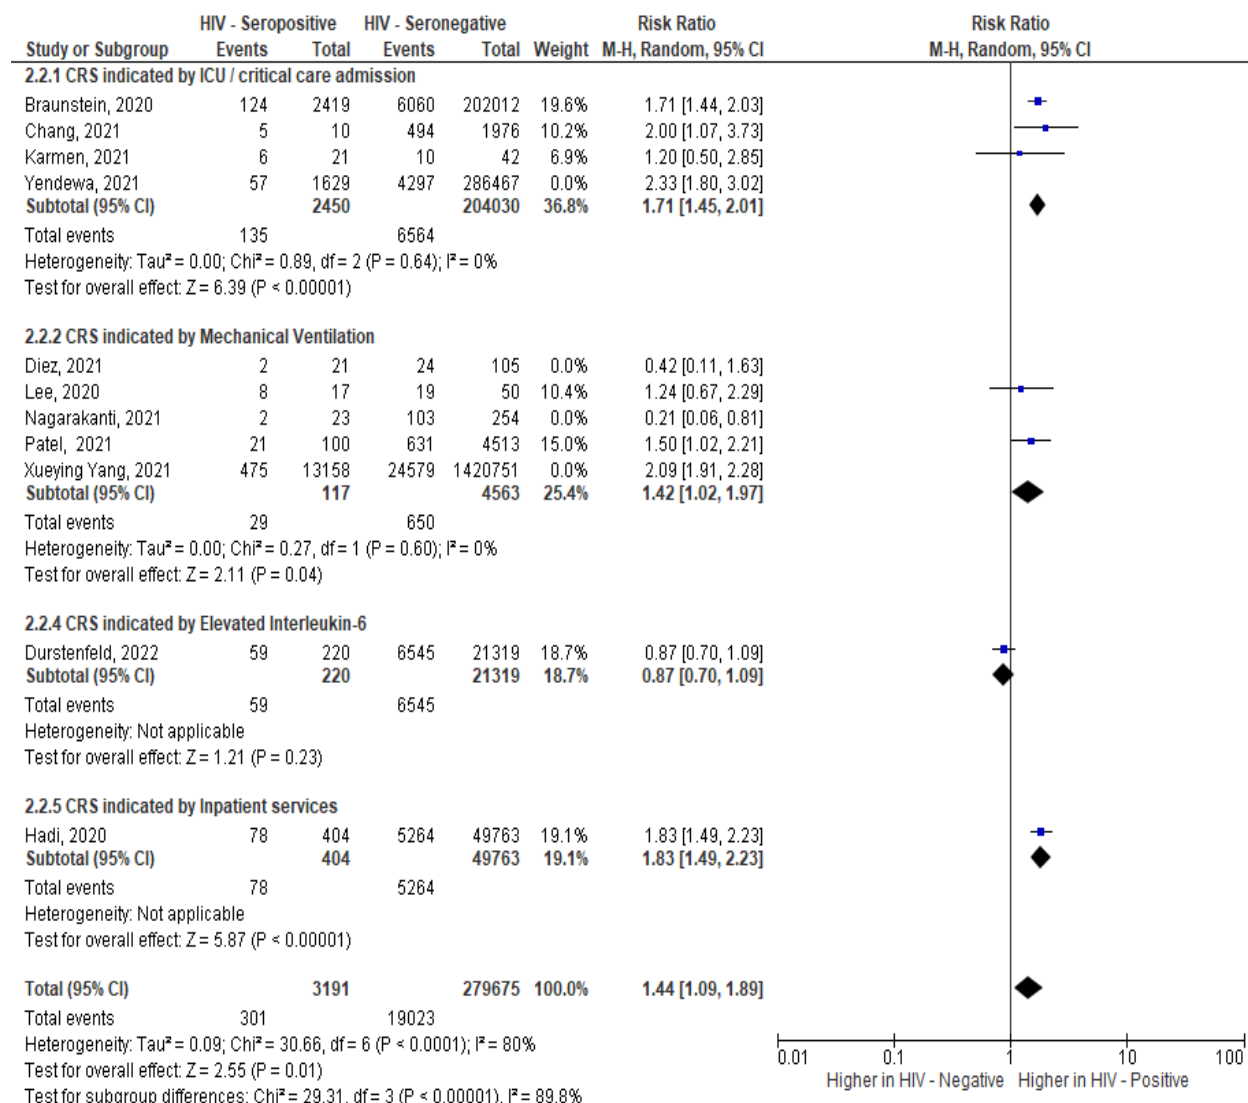 HIV - Seropositive HIV - Seronegative Risk Ratio Risk Ratio
Study or Subgroup Events Total Events Total Weight M-H, Random, 95% CI M-H, Random, 95% CI
2.2.1 CRS indicated by ICU / critical care admission
Braunstein, 2020 124 2419 6060 202012 19.6% 1.71 [1.44, 2.03]
Chang, 2021 5 10 494 1976 10.2% 2.00 [1.07, 3.73]
Karmen, 2021 6 21 10 42 6.9% 1.20 [0.50, 2.85]
Yendewa, 2021 57 1629 4297 286467 0.0% 2.33 [1.80, 3.02]
Subtotal (95% CI) 2450 204030 36.8% 1.71 [1.45, 2.01]
Total events 135 6564
Heterogeneity: Tau² = 0.00; Chi² = 0.89, df = 2 (P = 0.64); I² = 0%
Test for overall effect: Z = 6.39 (P < 0.00001)
2.2.2 CRS indicated by Mechanical Ventilation
Diez, 2021 2 21 24 105 0.0% 0.42 [0.11, 1.63]
Lee, 2020 8 17 19 50 10.4% 1.24 [0.67, 2.29]
Nagarakanti, 2021 2 23 103 254 0.0% 0.21 [0.06, 0.81]
Patel, 2021 21 100 631 4513 15.0% 1.50 [1.02, 2.21]
Xueying Yang, 2021 475 13158 24579 1420751 0.0% 2.09 [1.91, 2.28]
Subtotal (95% CI) 117 4563 25.4% 1.42 [1.02, 1.97]
Total events 29 650
Heterogeneity: Tau² = 0.00; Chi² = 0.27, df = 1 (P = 0.60); I² = 0%
Test for overall effect: Z = 2.11 (P = 0.04)
2.2.4 CRS indicated by Elevated Interleukin-6
Durstenfeld, 2022 59 220 6545 21319 18.7% 0.87 [0.70, 1.09]
Subtotal (95% CI) 220 21319 18.7% 0.87 [0.70, 1.09]
Total events 59 6545
Heterogeneity: Not applicable
Test for overall effect: Z = 1.21 (P = 0.23)
2.2.5 CRS indicated by Inpatient services
Hadi, 2020 78 404 5264 49763 19.1% 1.83 [1.49, 2.23]
Subtotal (95% CI) 404 49763 19.1% 1.83 [1.49, 2.23]
Total events 78 5264
Heterogeneity: Not applicable
Test for overall effect: Z = 5.87 (P < 0.00001)
Total (95% CI) 3191 279675 100.0% 1.44 [1.09, 1.89]
Total events 301 19023
Heterogeneity: Tau² = 0.09; Chi² = 30.66, df = 6 (P < 0.0001); I² = 80%
Test for overall effect: Z = 2.55 (P = 0.01)
Test for subgroup differences: Chi² = 29.31, df = 3 (P < 0.00001), I² = 89.8%
0.01 0.1 1 10 100
Higher in HIV - Negative Higher in HIV - Positive